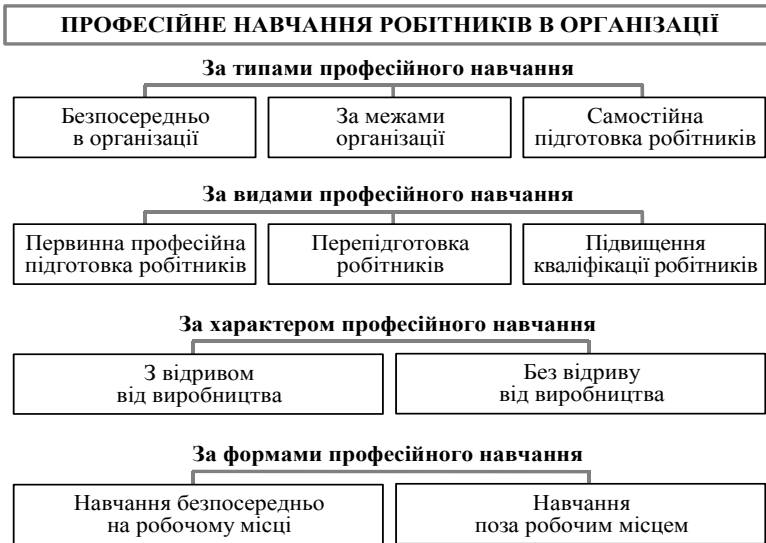 ПРОФЕСІЙНЕ НАВЧАННЯ РОБІТНИКІВ В ОРГАНІЗАЦІЇ
За типами професійного навчання
Безпосередньо
в організації
За межами
організації
Самостійна
підготовка робітників
За видами професійного навчання
Первинна професійна
підготовка робітників
Перепідготовка
робітників
Підвищення
кваліфікації робітників
За характером професійного навчання
З відривом
від виробництва
Без відриву
від виробництва
За формами професійного навчання
Навчання безпосередньо
на робочому місці
Навчання
поза робочим місцем